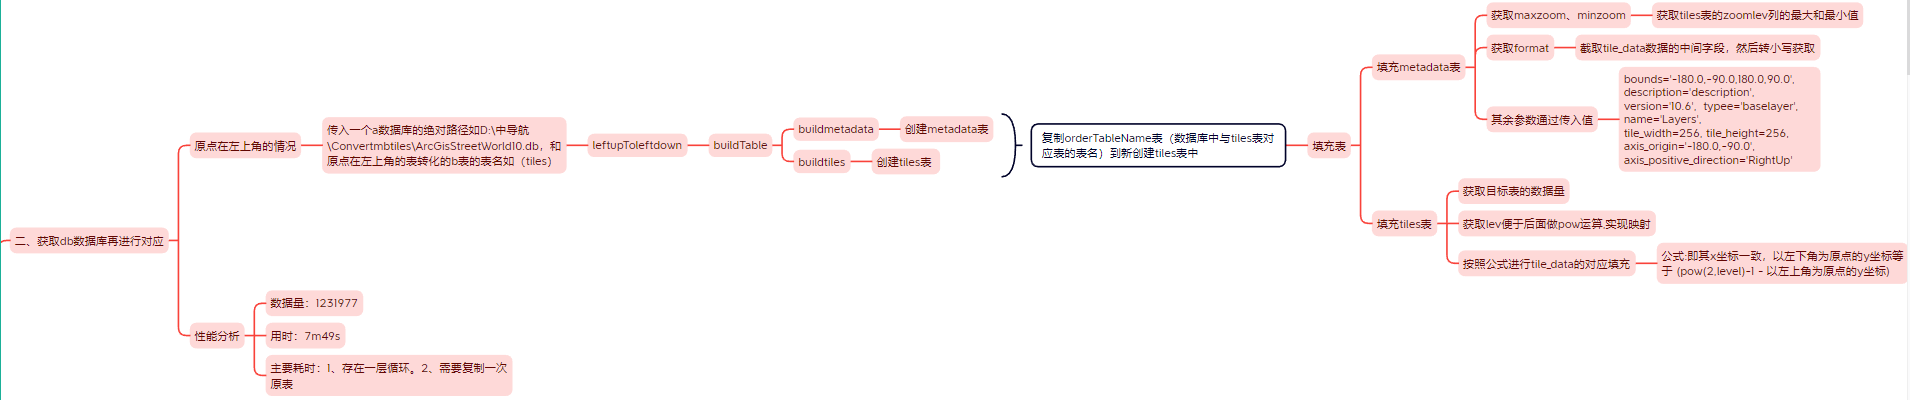 二、获取db数据库再进行对应
原点在左上角的情况
传入一个a数据库的绝对路径如D:\中导航
\Convertmbtiles\ArcGisStreetWorld10.db，和
原点在左上角的表转化的b表的表名如（tiles）
leftupToleftdown
buildTable
buildmetadata
创建metadata表
buildtiles
创建tiles表
复制orderTableName表（数据库中与tiles表对
应表的表名）到新创建tiles表中
填充表
填充metadata表
获取maxzoom、minzoom
获取tiles表的zoomlev列的最大和最小值
获取format
截取tile_data数据的中间字段，然后转小写获取
其余参数通过传入值
bounds='-180.0,-90.0,180.0,90.0',
description='description',
version='10.6', typee='baselayer',
name='Layers',
tile_width=256, tile_height=256,
axis_origin='-180.0,-90.0',
axis_positive_direction='RightUp'
填充tiles表
获取目标表的数据量
获取lev便于后面做pow运算.实现映射
按照公式进行tile_data的对应填充
公式:即其x坐标一致，以左下角为原点的y坐标等
于 (pow(2,level)-1 - 以左上角为原点的y坐标)
性能分析
数据量：1231977
用时：7m49s
主要耗时：1、存在一层循环。2、需要复制一次
原表